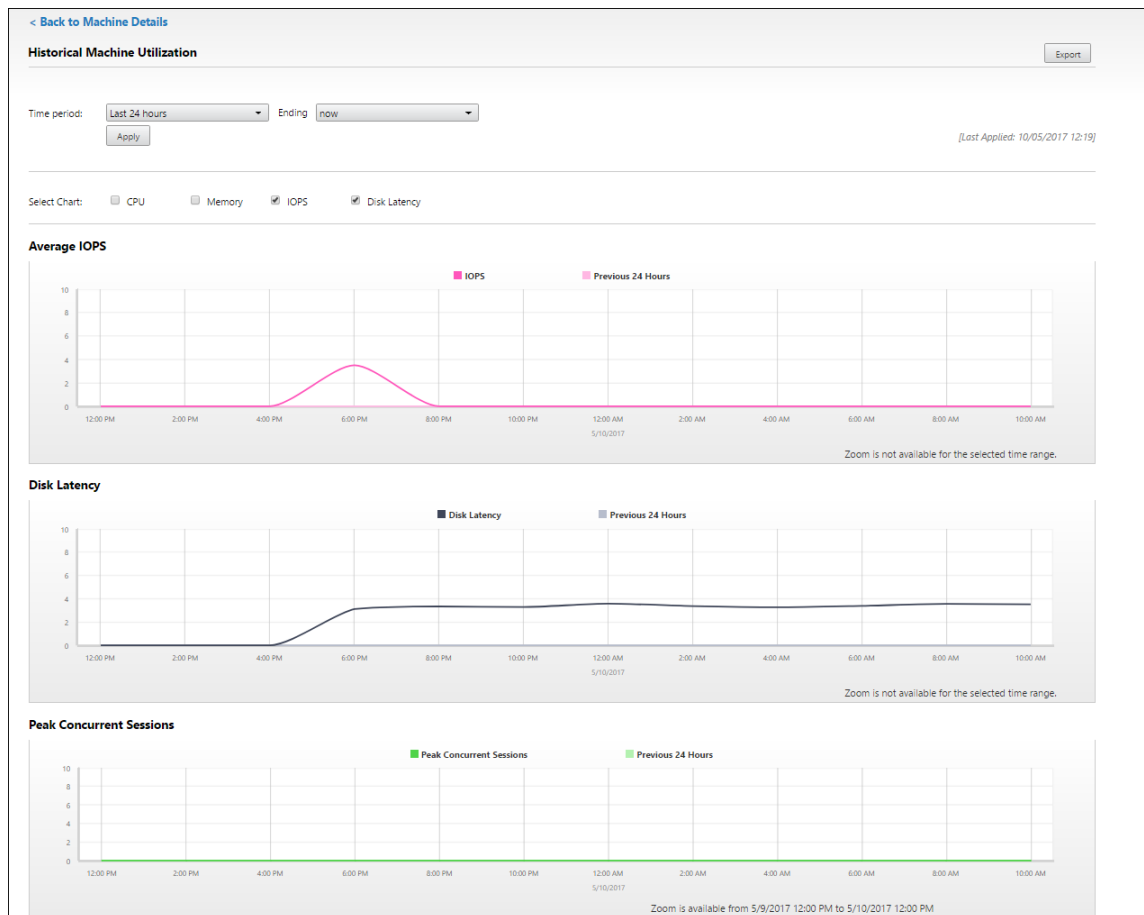 < Back to Machine Details
Historical Machine Utilization
Export
Time period: Last 24 hours Ending now
Apply
[Last Applied: 10/05/2017 12:19]
Select Chart: CPU Memory IOPS Disk Latency
Average IOPS
IOPS Previous 24 Hours
10
8
6
4
2
0
12:00 PM 2:00 PM 4:00 PM 6:00 PM 8:00 PM 10:00 PM 12:00 AM 2:00 AM 4:00 AM 6:00 AM 8:00 AM 10:00 AM
5/10/2017
Zoom is not available for the selected time range.
Disk Latency
Disk Latency Previous 24 Hours
10
8
6
4
2
0
12:00 PM 2:00 PM 4:00 PM 6:00 PM 8:00 PM 10:00 PM 12:00 AM 2:00 AM 4:00 AM 6:00 AM 8:00 AM 10:00 AM
5/10/2017
Zoom is not available for the selected time range.
Peak Concurrent Sessions
Peak Concurrent Sessions Previous 24 Hours
10
8
6
4
2
0
12:00 PM 2:00 PM 4:00 PM 6:00 PM 8:00 PM 10:00 PM 12:00 AM 2:00 AM 4:00 AM 6:00 AM 8:00 AM 10:00 AM
5/10/2017
Zoom is available from 5/9/2017 12:00 PM to 5/10/2017 12:00 PM